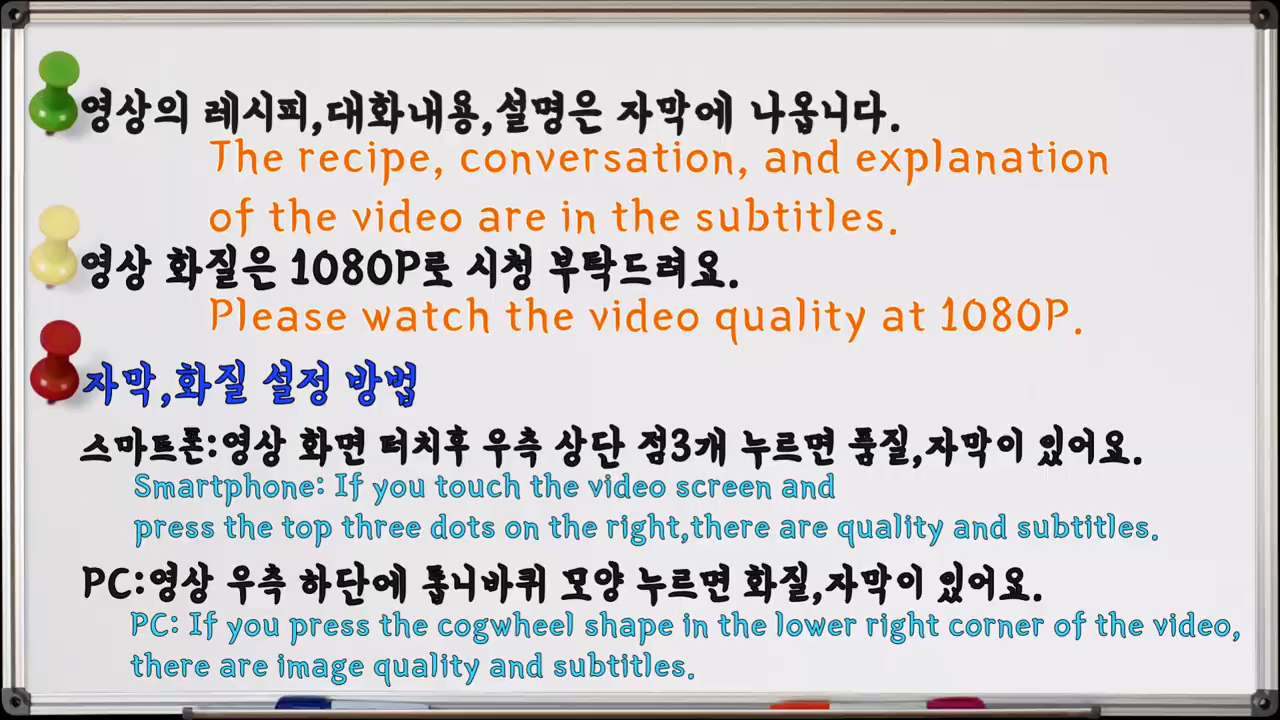 영상의 레시피,대화내용,설명은 자막에 나옵니다.
The recipe, conversation, and explanation
of the video are in the subtitles.
영상 화질은 1080P로 시청 부탁드려요.
Please watch the video quality at 1080P.
자막,화질 설정 방법
스마트폰:영상 화면 터치후 우측 상단 점3개 누르면 품질,자막이 있어요.
Smartphone: If you touch the video screen and
press the top three dots on the right,there are quality and subtitles.
PC:영상 우측 하단에 톱니바퀴 모양 누르면 화질,자막이 있어요.
PC: If you press the cogwheel shape in the lower right corner of the video,
there are image quality and subtitles.